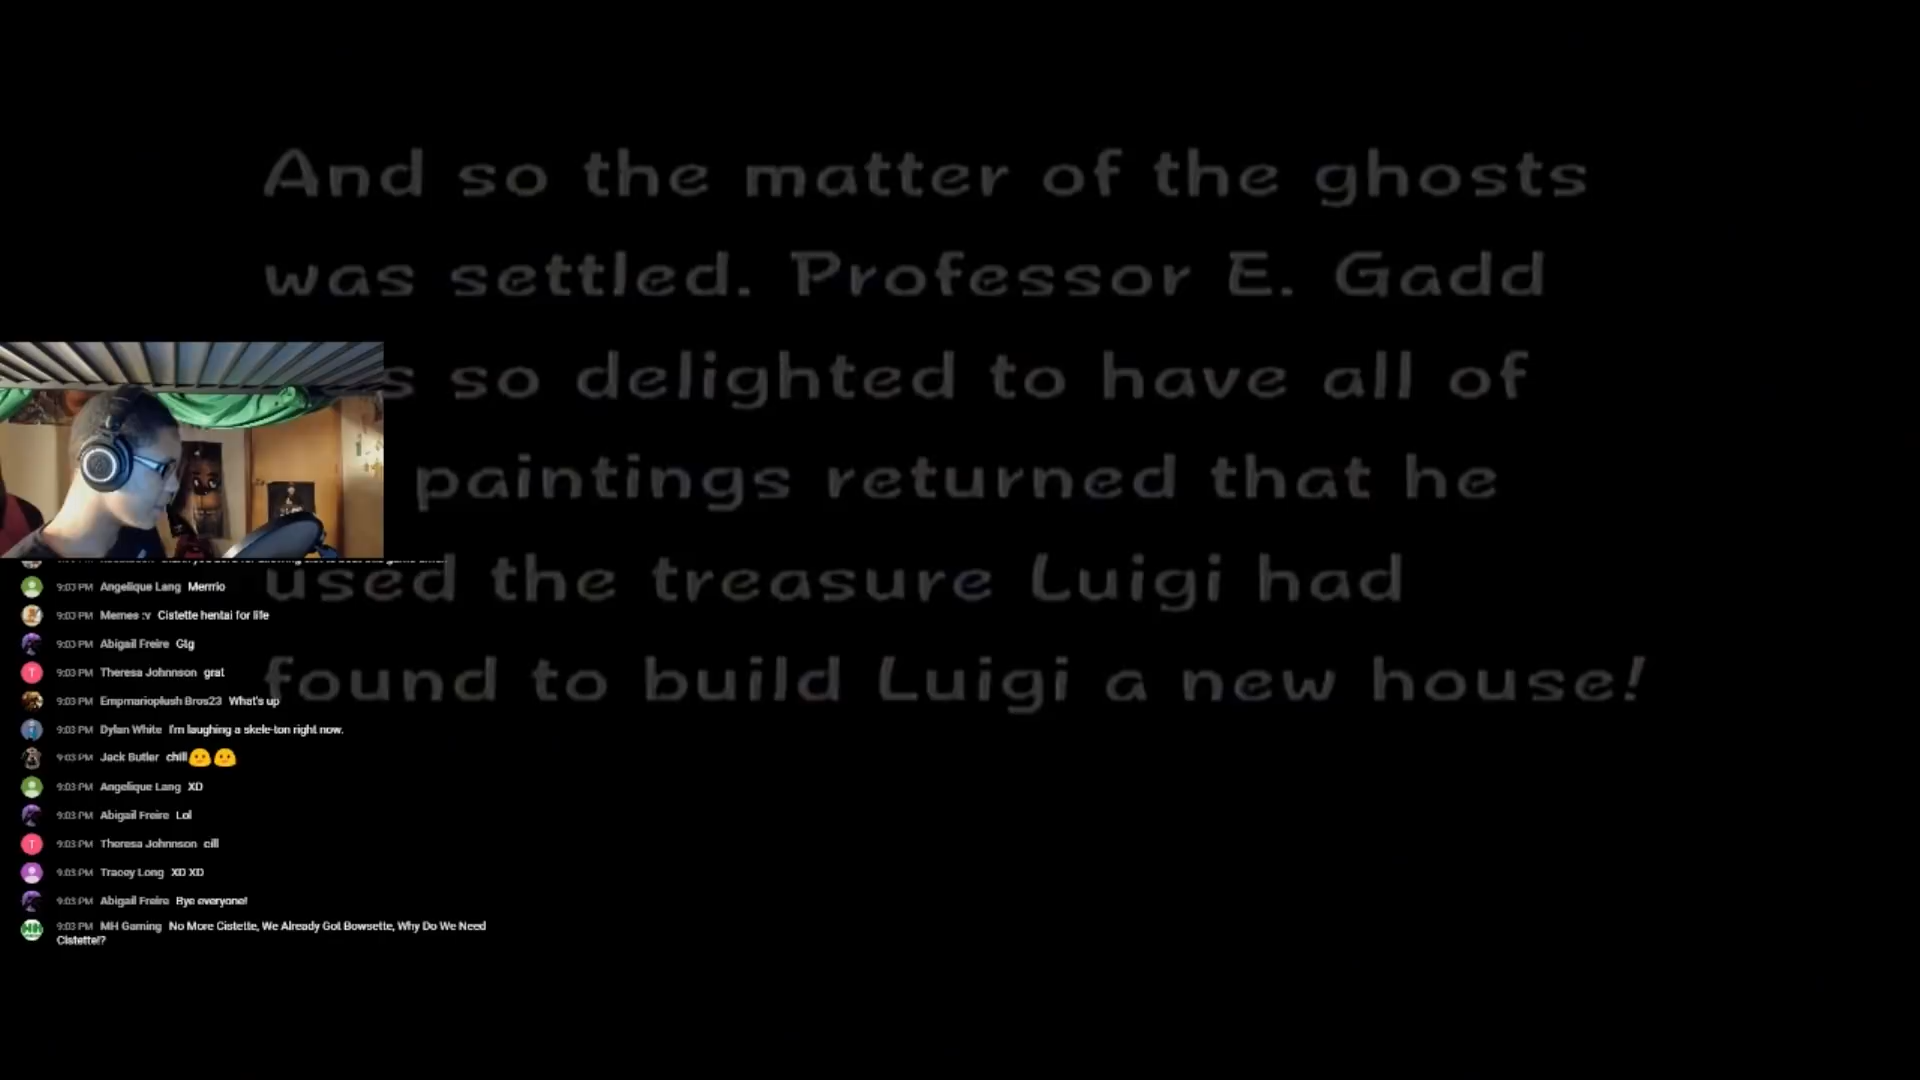 And so the matter of the ghosts
was settled. Professor E. Gadd
s so delighted to have all of
paintings returned that he
used the treasure Luigi had
found to build Luigi a new house!
9:03 PM Angelique Lang Merrrio
9:03 PM Memes :v Cistette hentai for life
9:03 PM Abigail Freire Gtg
9:03 PM Theresa Johnnson grat
9:03 PM Empmarioplush Bros23 What's up
9:03 PM Dylan White I'm laughing a skele-ton right now.
9:03 PM Jack Butler chill
9:03 PM Angelique Lang XD
9:03 PM Abigail Freire Lol
T 9:03 PM Theresa Johnnson cill
9:03 PM Tracey Long XD XD
9:03 PM Abigail Freire Bye everyone!
9:03 PM MH Gaming No More Cistette, We Already Got Bowsette, Why Do We Need
Cistette!?